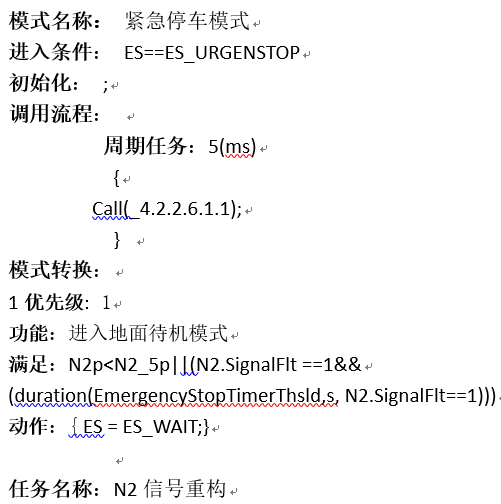 模式名称： 紧急停车模式
进入条件： ES==ES_URGENSTOP
初始化： ;
调用流程：
周期任务：5(ms)
{
Call(_4.2.2.6.1.1);
}
模式转换：
1 优先级: 1
功能：进入地面待机模式
满足：N2p<N2_5p||(N2.SignalFlt ==1&&
(duration(EmergencyStopTimerThsld,s, N2.SignalFlt==1)))
动作：{ ES = ES_WAIT;}
任务名称：N2 信号重构